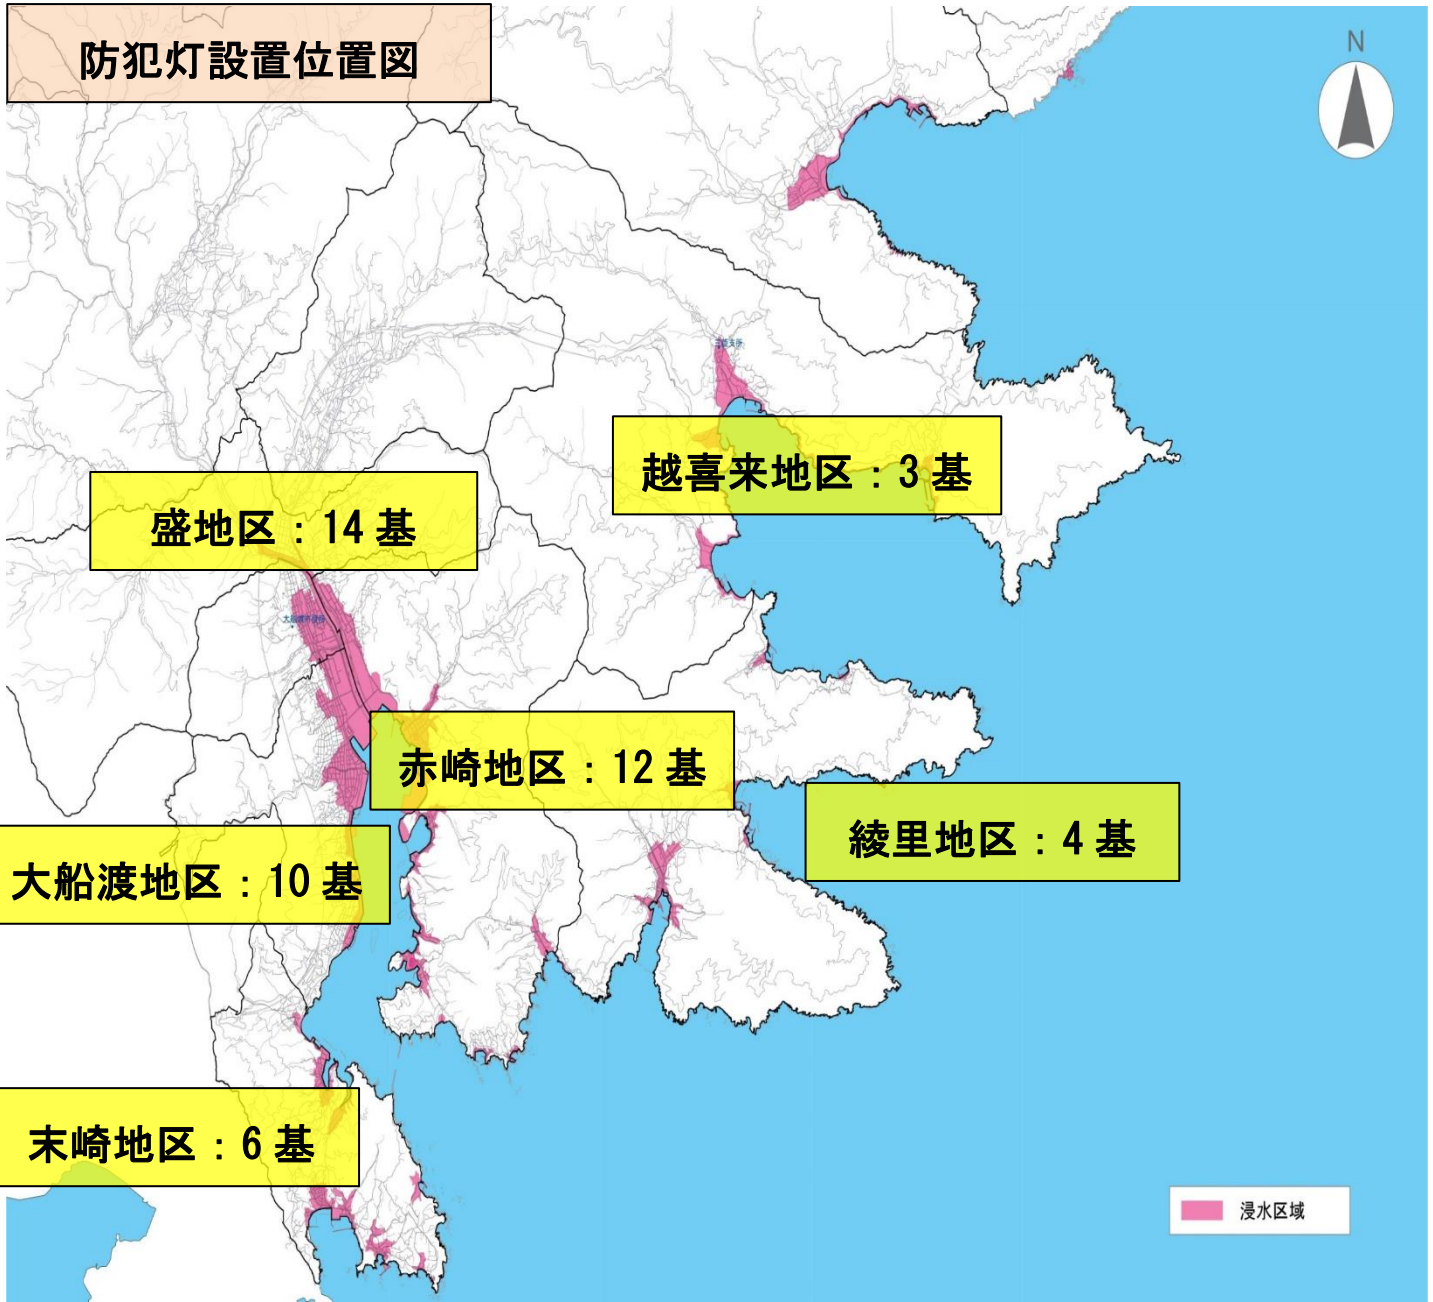 防犯灯設置位置図
N
越喜来地区：3 基
盛地区：14 基
赤崎地区：12 基
綾里地区：4 基
大船渡地区：10 基
末崎地区：6 基
浸水区域